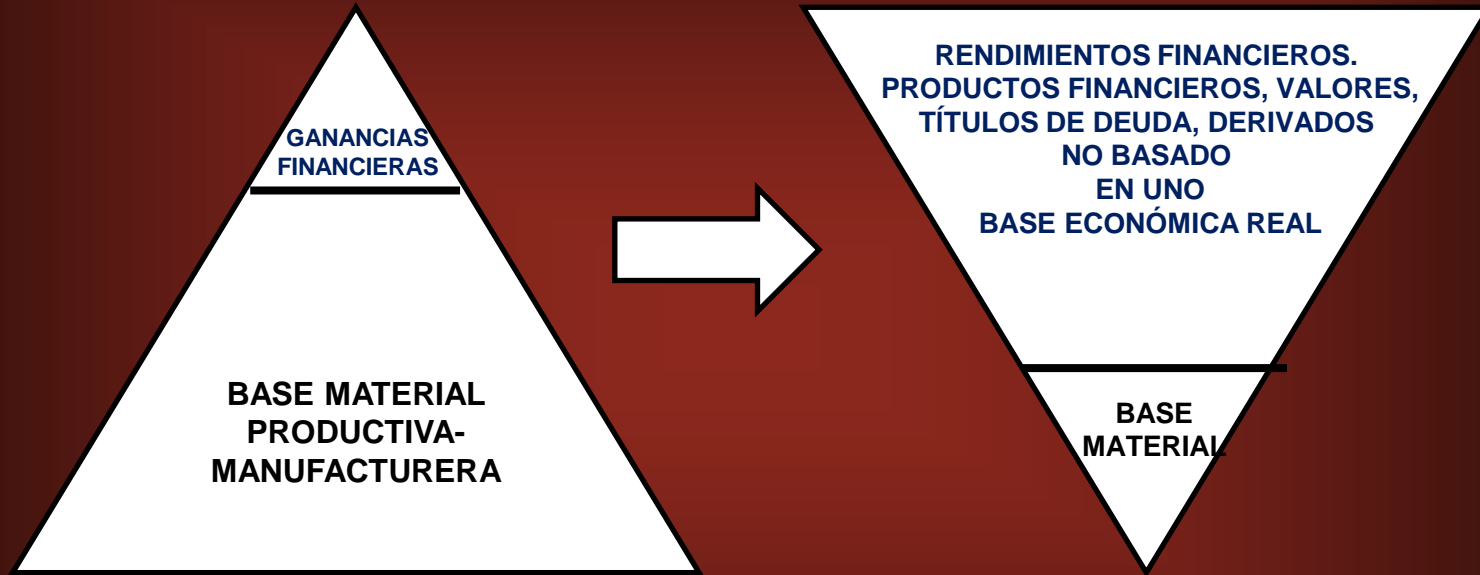 GANANCIAS
FINANCIERAS
BASE MATERIAL
PRODUCTIVA-
MANUFACTURERA
RENDIMIENTOS FINANCIEROS.
PRODUCTOS FINANCIEROS, VALORES,
TÍTULOS DE DEUDA, DERIVADOS
NO BASADO
EN UNO
BASE ECONÓMICA REAL
BASE
MATERIAL